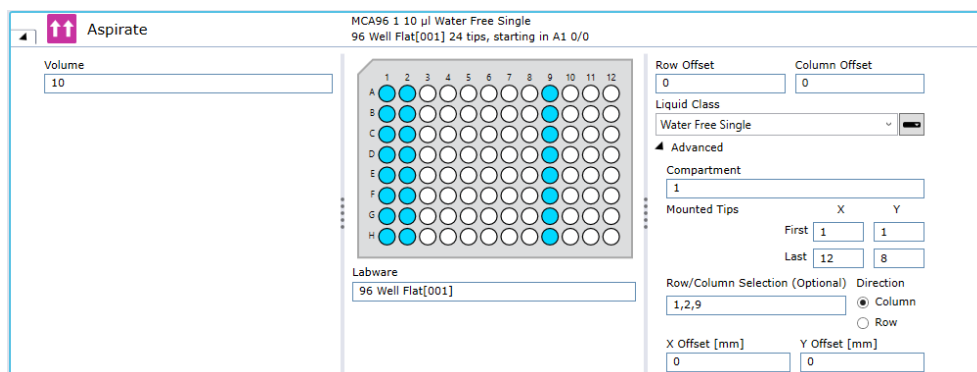 Aspirate
MCA96 1 10 µl Water Free Single
96 Well Flat[001] 24 tips, starting in A1 0/0
Volume
10
1 2 3 4 5 6 7 8 9 10 11 12
A
B
C
D
E
F
G
H
Labware
96 Well Flat[001]
Row Offset Column Offset
0 0
Liquid Class
Water Free Single
Advanced
Compartment
1
Mounted Tips X Y
First 1 1
Last 12 8
Row/Column Selection (Optional) Direction
1,2,9 Column
Row
X Offset [mm] Y Offset [mm]
0 0